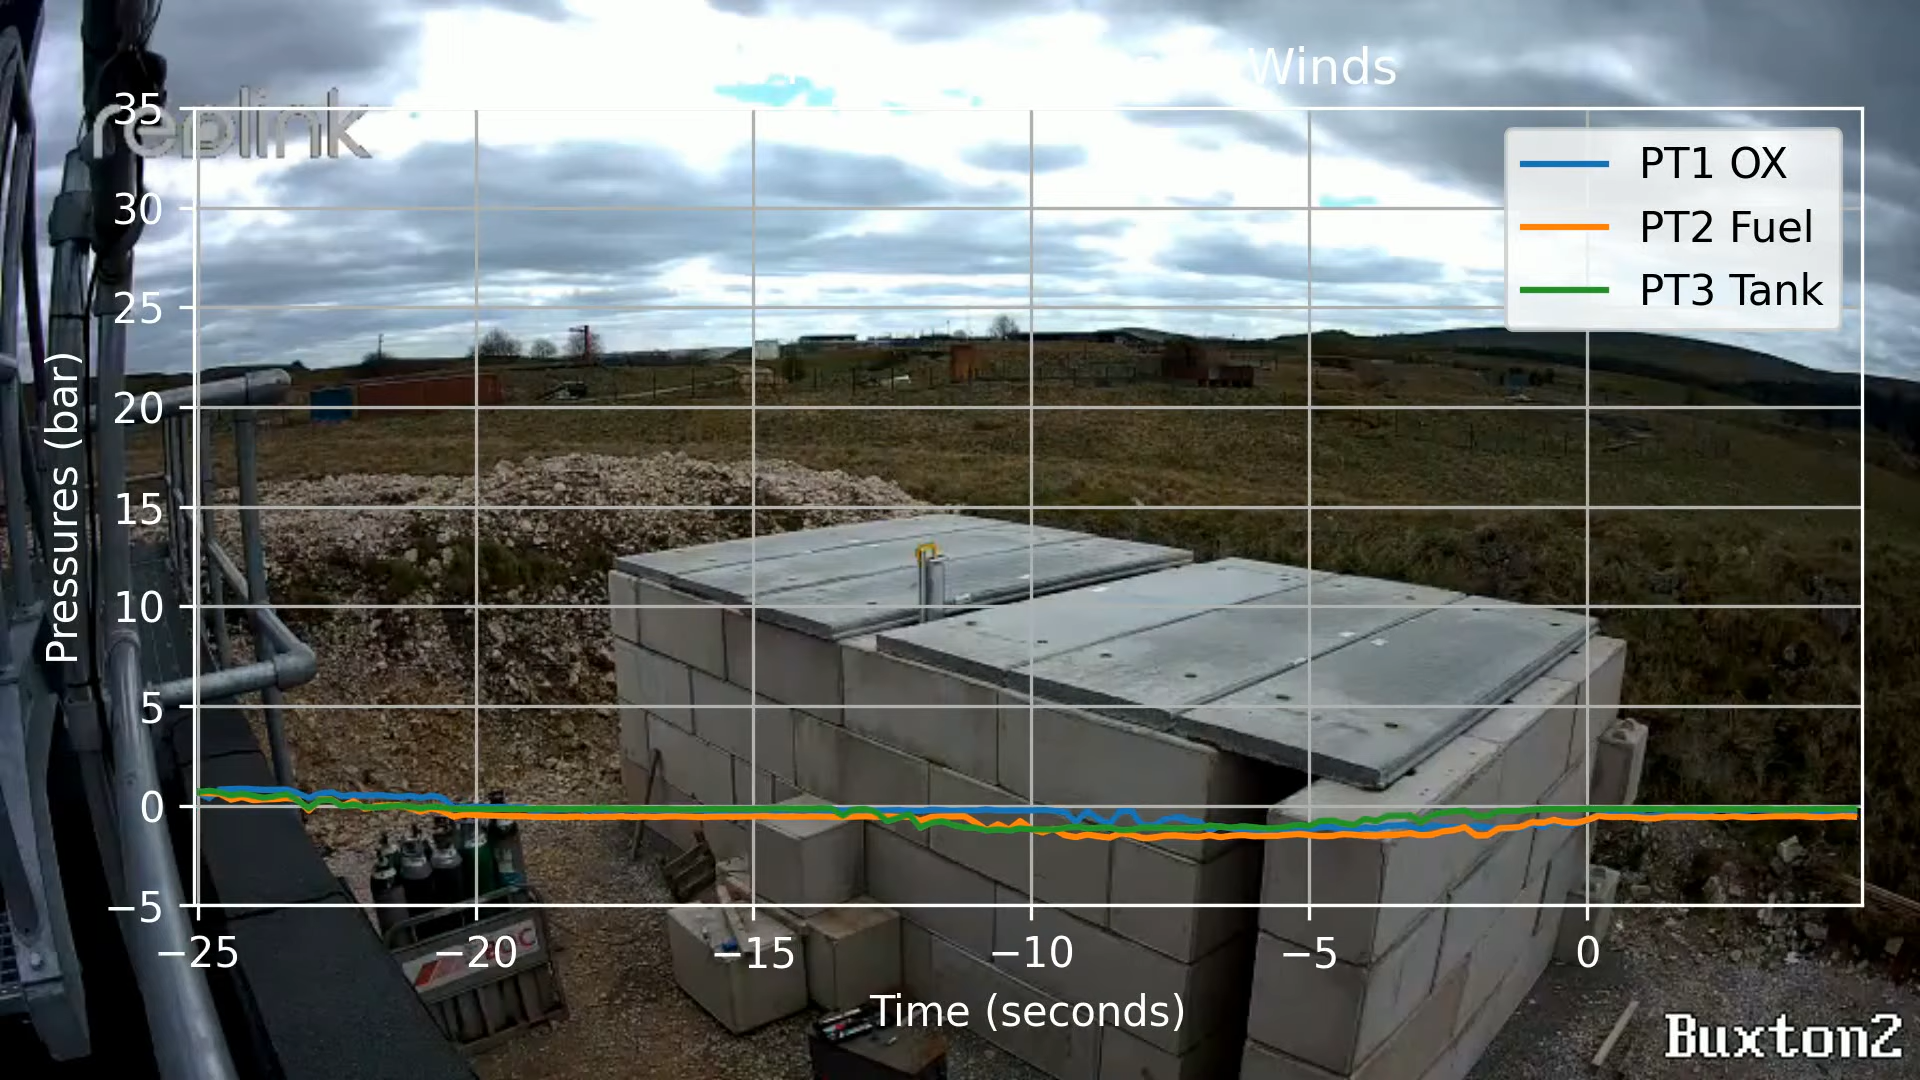 Winds
reolink
35
30
25
20
15
10
5
0
−5
Pressures (bar)
PT1 OX
PT2 Fuel
PT3 Tank
−25
−20
−15
−10
−5
0
Time (seconds)
Buxton2